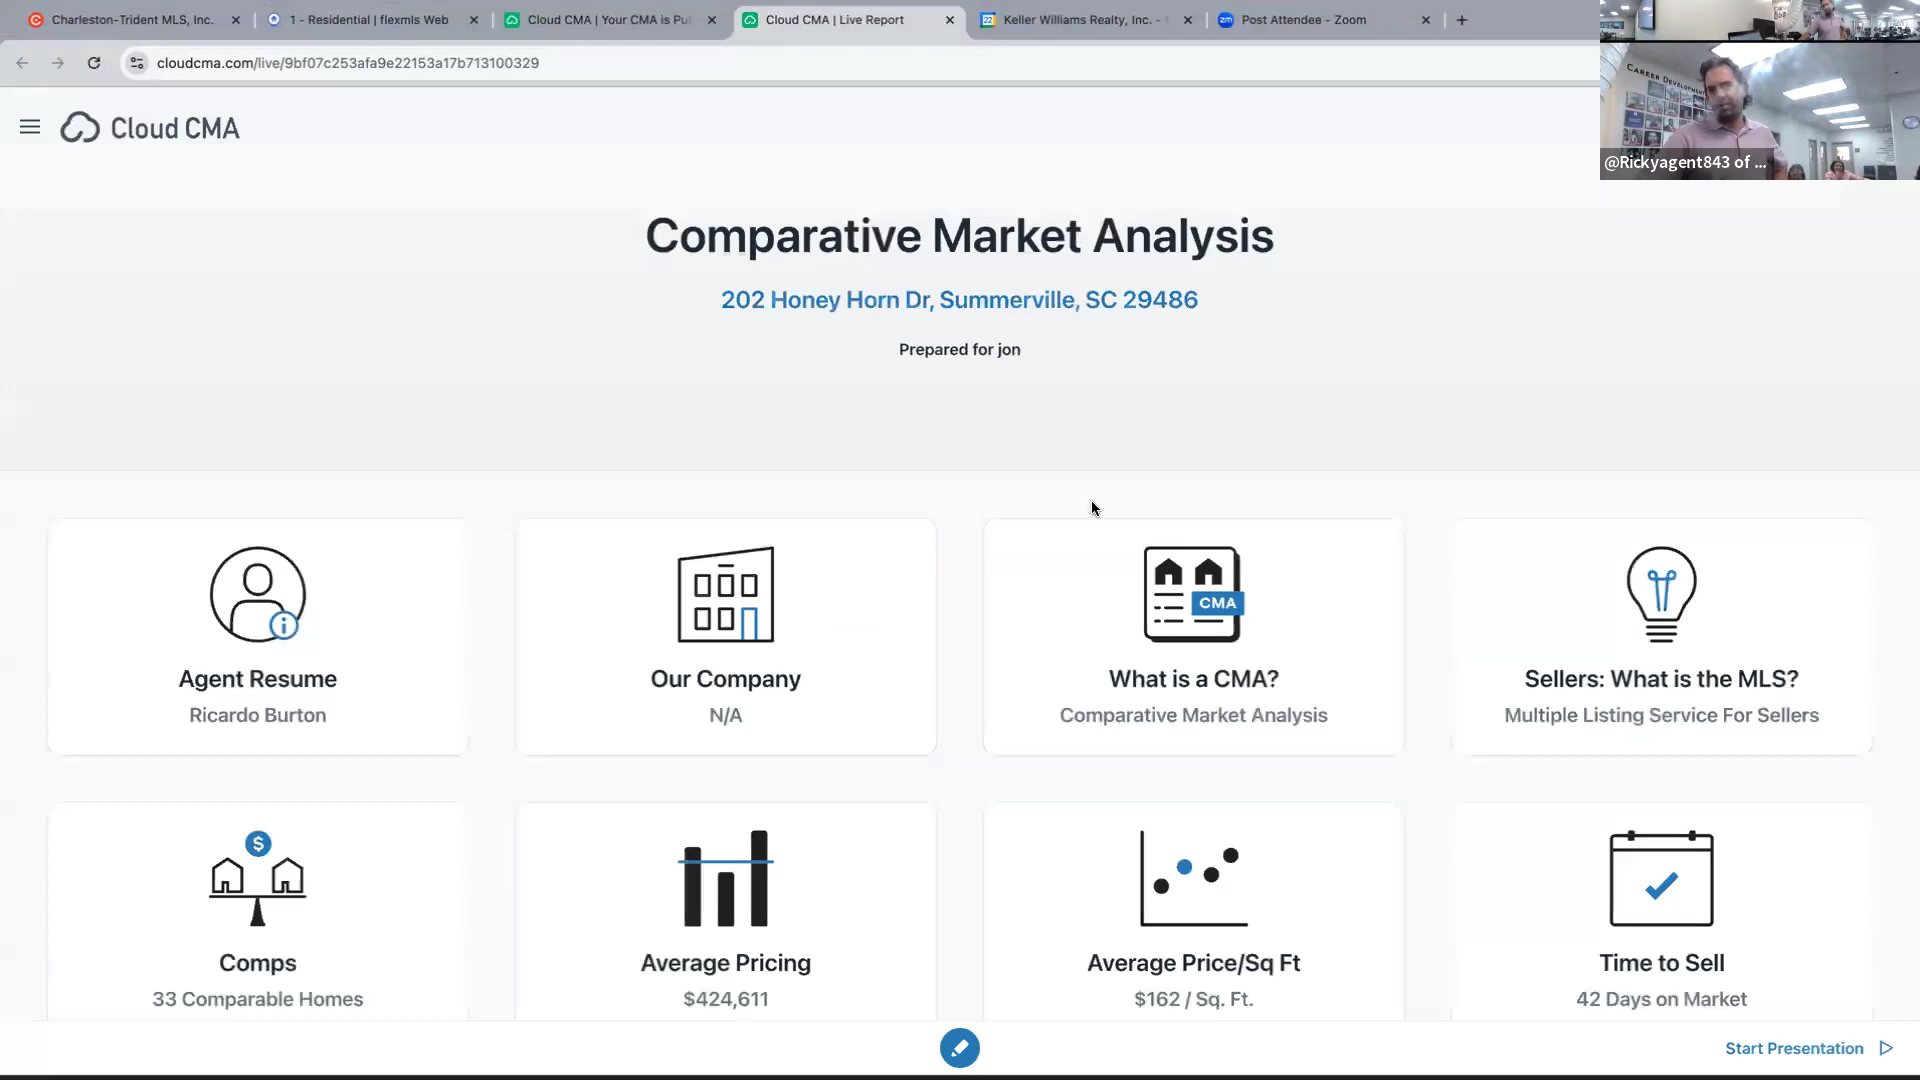 Charleston-Trident MLS, Inc.
1 - Residential | flexmls Web
Cloud CMA | Your CMA is Pu
Cloud CMA | Live Report
Keller Williams Realty, Inc. -
Post Attendee - Zoom
cloudcma.com/live/9bf07c253afa9e22153a17b713100329
CAREER DEVELOPMENT
@Rickyagent843 of ...
Cloud CMA
Comparative Market Analysis
202 Honey Horn Dr, Summerville, SC 29486
Prepared for jon
CMA
Agent Resume
Ricardo Burton
Our Company
N/A
What is a CMA?
Comparative Market Analysis
Sellers: What is the MLS?
Multiple Listing Service For Sellers
$
Comps
33 Comparable Homes
Average Pricing
$424,611
Average Price/Sq Ft
$162 / Sq. Ft.
Time to Sell
42 Days on Market
Start Presentation